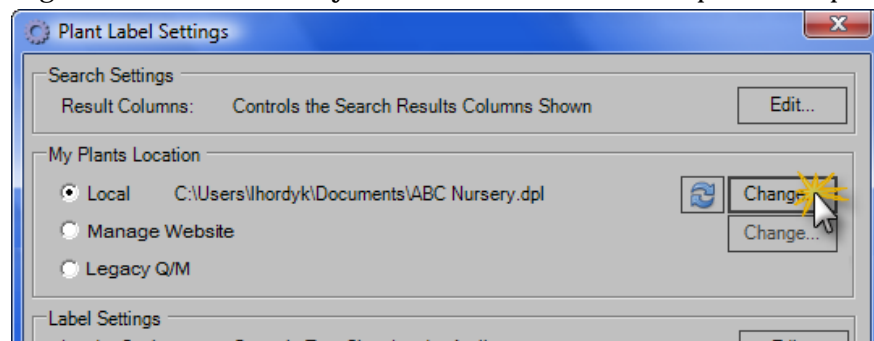 Plant Label Settings
X
Search Settings
Result Columns: Controls the Search Results Columns Shown Edit...
My Plants Location
Local C:\Users\lhordyk\Documents\ABC Nursery.dpl Change...
Manage Website Change...
Legacy Q/M
Label Settings